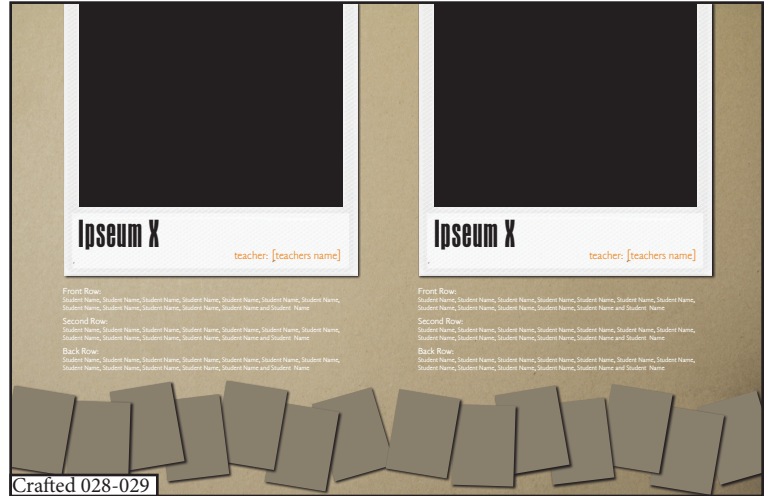 Ipseum X
teacher: [teachers name]
Front Row:
Student Name, Student Name, Student Name, Student Name, Student Name, Student Name, Student Name,
Student Name, Student Name, Student Name, Student Name and Student  Name
Second Row:
Student Name, Student Name, Student Name, Student Name, Student Name, Student Name, Student Name,
Student Name, Student Name, Student Name, Student Name and Student  Name
Back Row:
Student Name, Student Name, Student Name, Student Name, Student Name, Student Name, Student Name,
Student Name, Student Name, Student Name, Student Name and Student  Name
Ipseum X
teacher: [teachers name]
Front Row:
Student Name, Student Name, Student Name, Student Name, Student Name, Student Name, Student Name,
Student Name, Student Name, Student Name, Student Name and Student  Name
Second Row:
Student Name, Student Name, Student Name, Student Name, Student Name, Student Name, Student Name,
Student Name, Student Name, Student Name, Student Name and Student  Name
Back Row:
Student Name, Student Name, Student Name, Student Name, Student Name, Student Name, Student Name,
Student Name, Student Name, Student Name, Student Name and Student  Name
Crafted 028-029